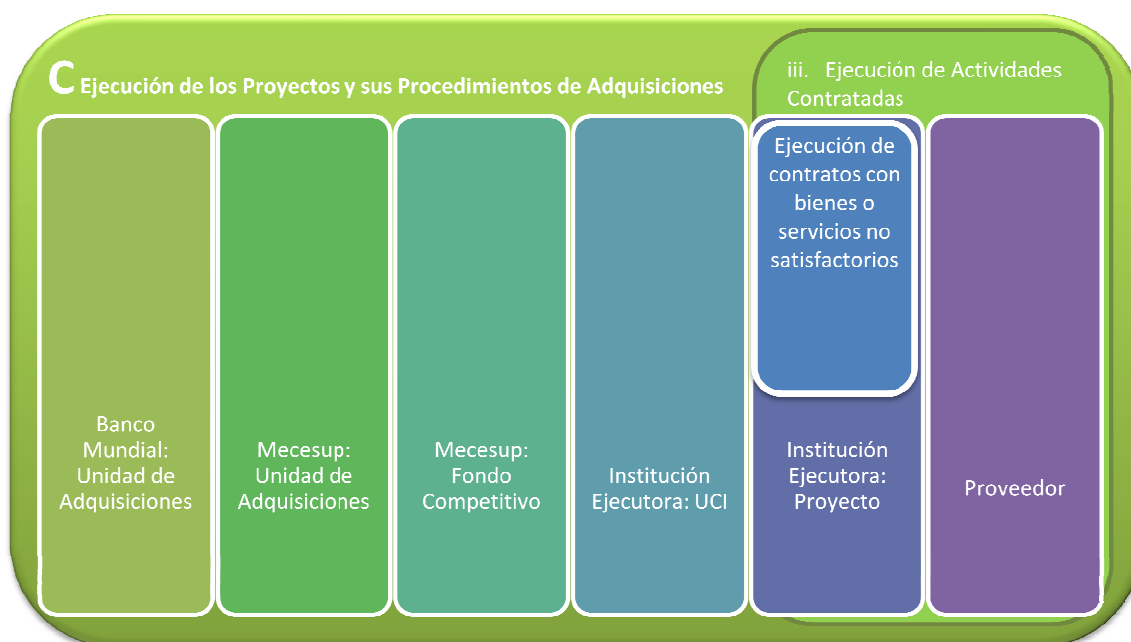 C Ejecución de los Proyectos y sus Procedimientos de Adquisiciones
iii. Ejecución de Actividades
Contratadas
Ejecución de
contratos con
bienes o
servicios no
satisfactorios
Banco
Mundial:
Unidad de
Adquisiciones
Mecesup:
Unidad de
Adquisiciones
Mecesup:
Fondo
Competitivo
Institución
Ejecutora: UCI
Institución
Ejecutora:
Proyecto
Proveedor